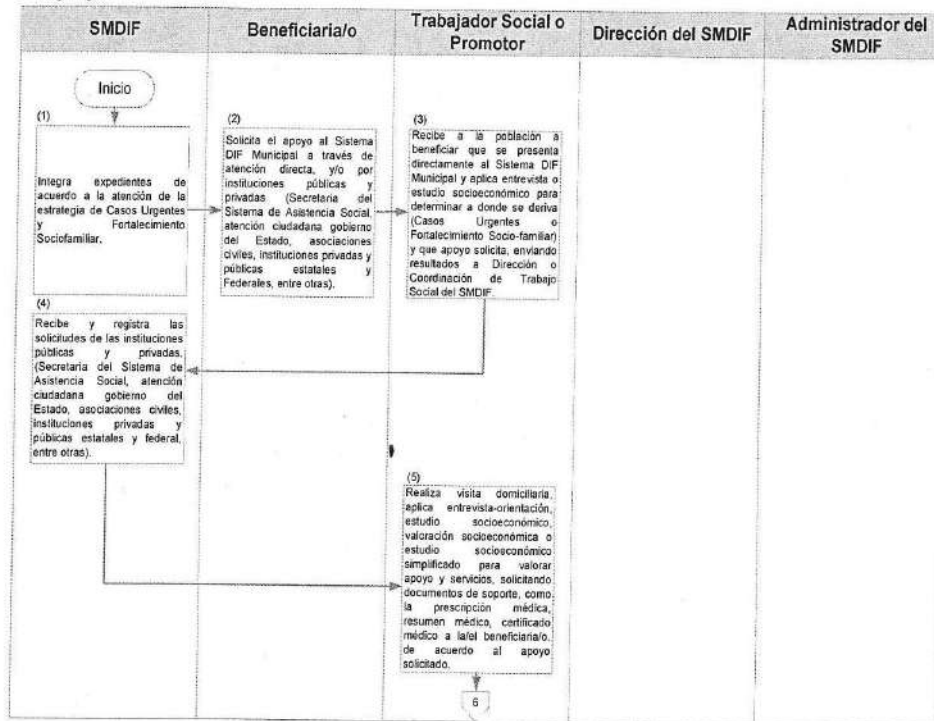 SMDIF
Beneficiaria/o
Trabajador Social o
Promotor
Dirección del SMDIF
Administrador del
SMDIF
Inicio
(1)
Integra expedientes de
acuerdo a la atención de la
estrategia de Casos Urgentes
y Fortalecimiento
Sociofamiliar.
(2)
Solicita el apoyo al Sistema
DIF Municipal a través de
atención directa, y/o por
instituciones públicas y
privadas (Secretaria del
Sistema de Asistencia Social,
atención ciudadana gobierno
del Estado, asociaciones
civiles, instituciones privadas y
públicas estatales y
Federales, entre otras).
(3)
Recibe a la población a
beneficiar que se presenta
directamente al Sistema DIF
Municipal y aplica entrevista o
estudio socioeconómico para
determinar a donde se deriva
(Casos Urgentes o
Fortalecimiento Socio-familiar)
y que apoyo solicita, enviando
resultados a Dirección o
Coordinación de Trabajo
Social del SMDIF.
(4)
Recibe y registra las
solicitudes de las instituciones
públicas y privadas.
(Secretaria del Sistema de
Asistencia Social, atención
ciudadana gobierno del
Estado, asociaciones civiles,
instituciones privadas y
públicas estatales y federal,
entre otras).
(5)
Realiza visita domiciliaria,
aplica entrevista-orientación,
estudio socioeconómico,
valoración socioeconómica o
estudio socioeconómico
simplificado para valorar
apoyo y servicios, solicitando
documentos de soporte, como
la prescripción médica,
resumen médico, certificado
médico a la/el beneficiaria/o.
de acuerdo al apoyo
solicitado.
6